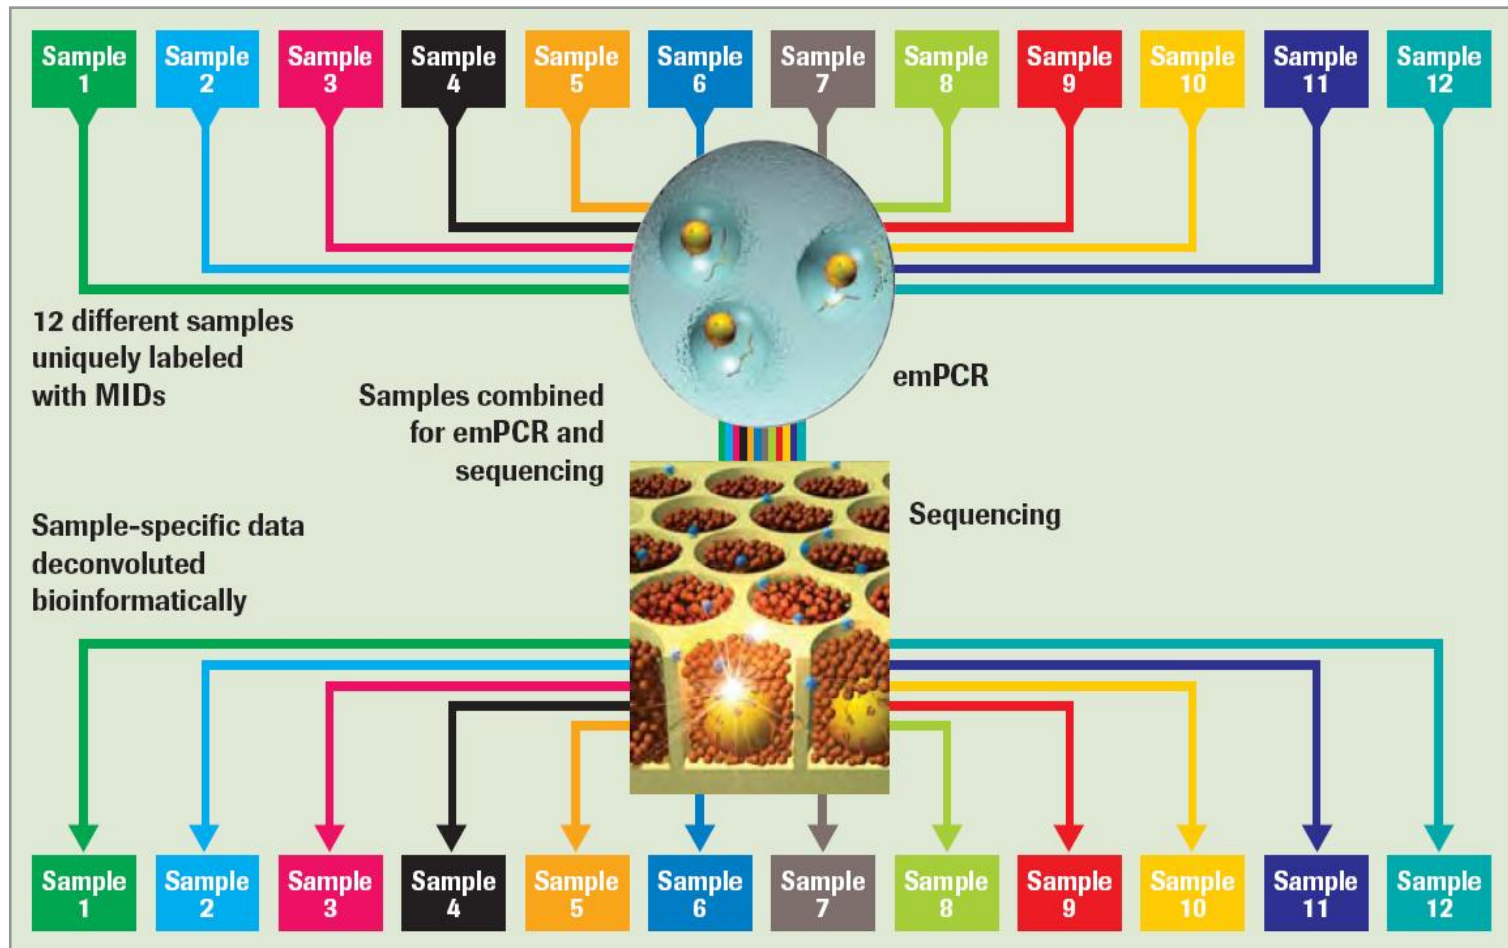 Sample
1
Sample
2
Sample
3
Sample
4
Sample
5
Sample
6
Sample
7
Sample
8
Sample
9
Sample
10
Sample
11
Sample
12
12 different samples
uniquely labeled
with MIDs
Samples combined
for emPCR and
sequencing
emPCR
Sample-specific data
deconvoluted
bioinformatically
Sequencing
Sample
1
Sample
2
Sample
3
Sample
4
Sample
5
Sample
6
Sample
7
Sample
8
Sample
9
Sample
10
Sample
11
Sample
12